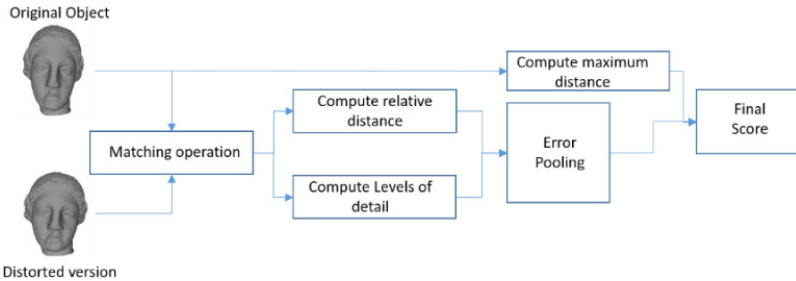 Original Object
Compute maximum
distance
Compute relative
distance
Final
Score
Matching operation
Error
Pooling
Compute Levels of
detail
Distorted version